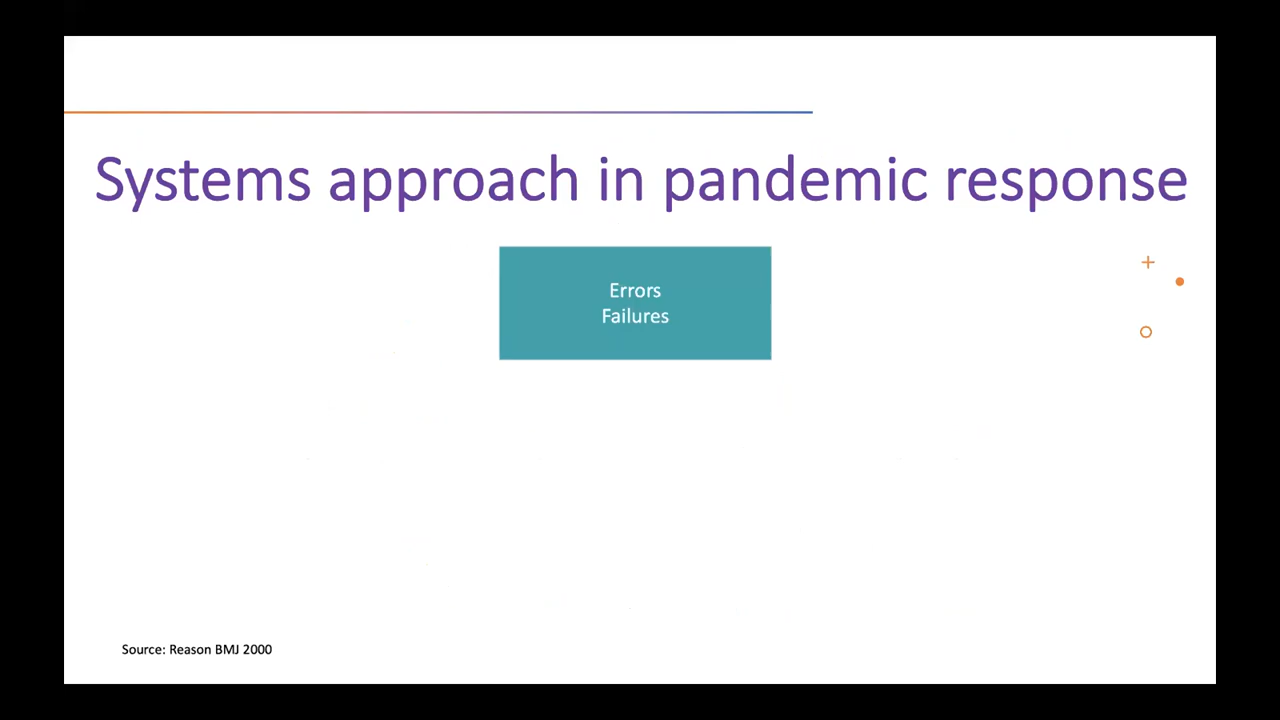 Systems approach in pandemic response
Errors
Failures
Source: Reason BMJ 2000